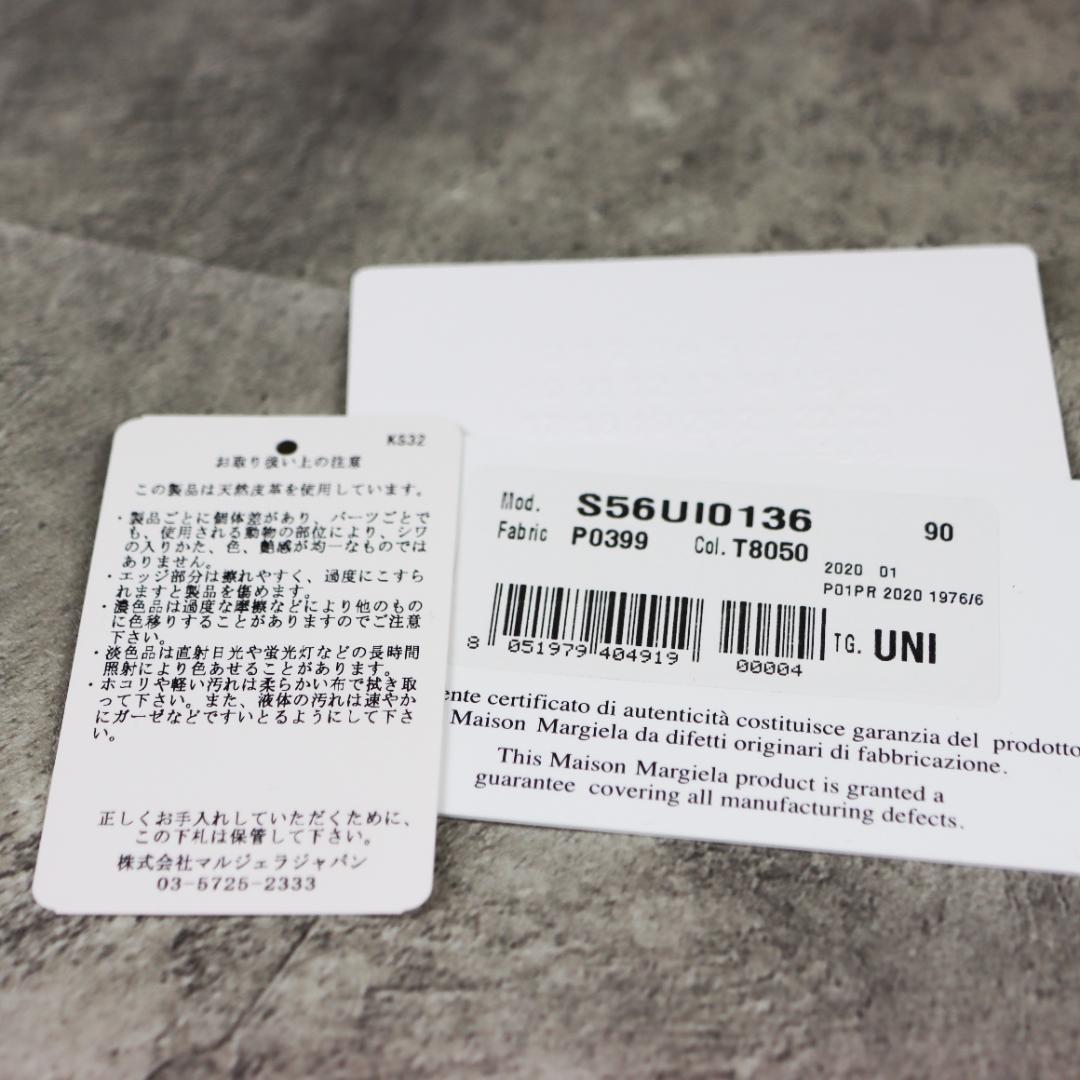 KS32
お取り扱い上の注意
この製品は天然皮革を使用しています。
・製品ごとに個体差があり、パーツごとで
も、使用される動物の部位により、シワ
の入りかた、色、艶感が均一なものでは
ありません。
・エッジ部分は擦れやすく、過度にこすら
れますと製品を傷めます。
・濃色品は過度な摩擦などにより他のもの
に色移りすることがありますのでご注意
下さい。
・淡色品は直射日光や蛍光灯などの長時間
照射により色あせることがあります。
・ホコリや軽い汚れは柔らかい布で拭き取
って下さい。また、液体の汚れは速やか
にガーゼなどですいとるようにして下さ
い。
正しくお手入れしていただくために、
この下札は保管して下さい。
株式会社マルジェラジャパン
03-5725-2333
Mod. S56UI0136 90
Fabric P0399 Col. T8050
2020 01
P01PR 2020 1976/6
8 051979 404919
00004
TG. UNI
ente certificato di autenticità costituisce garanzia del prodotto
Maison Margiela da difetti originari di fabbricazione.
This Maison Margiela product is granted a
guarantee covering all manufacturing defects.